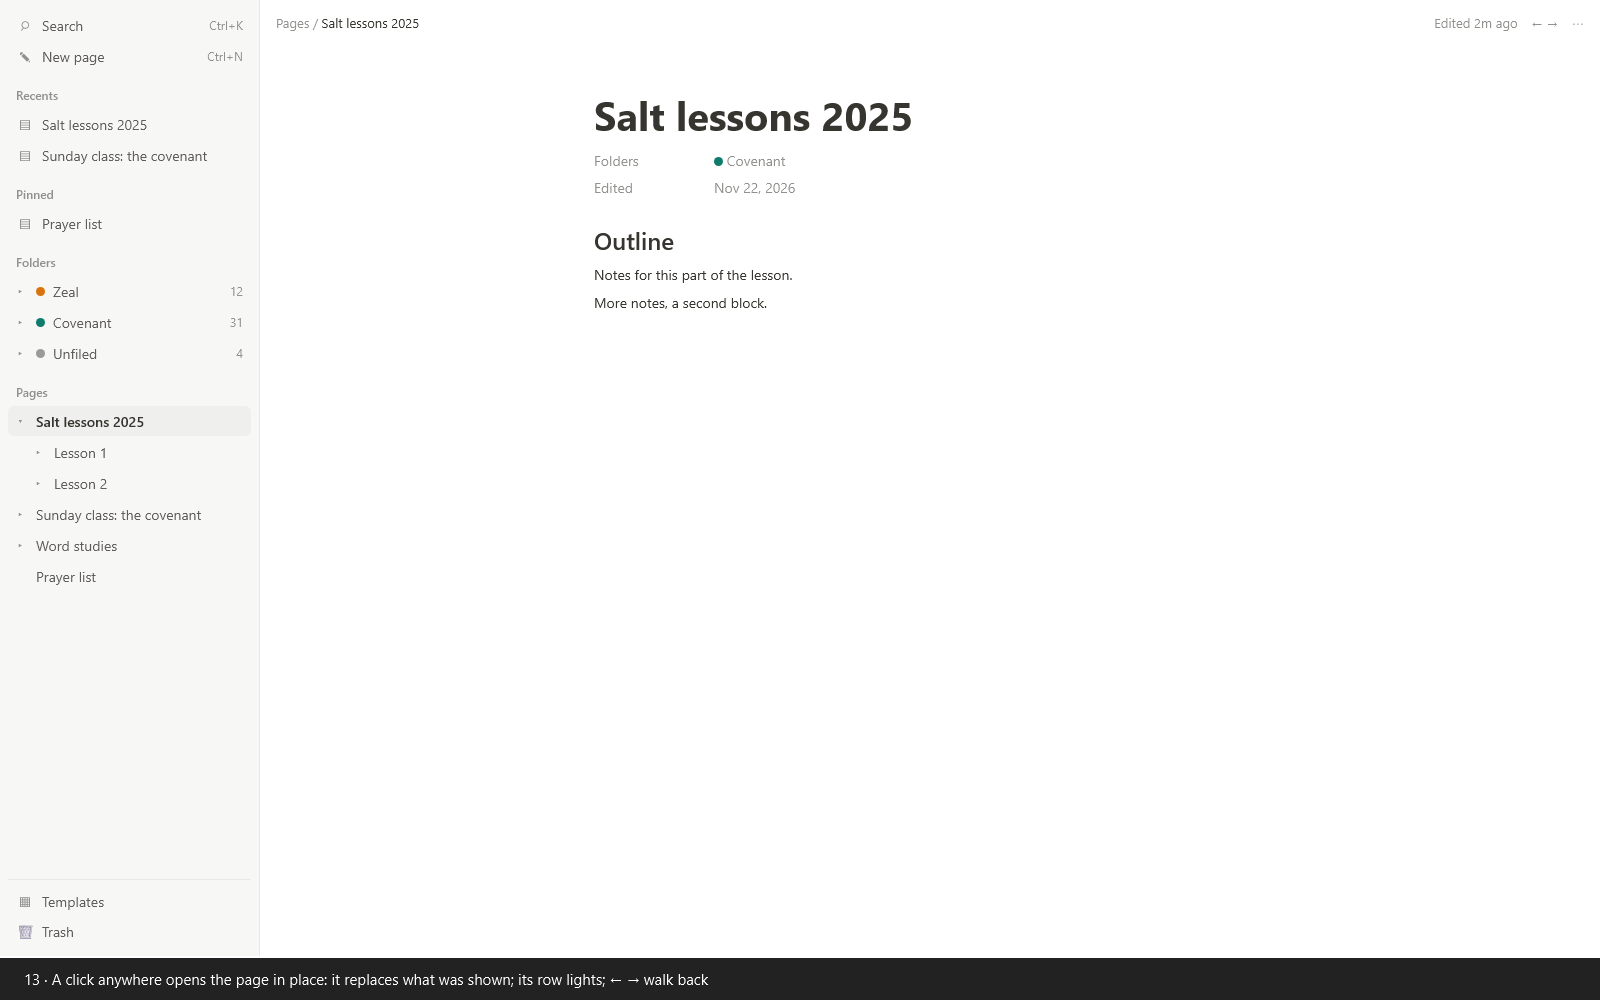 Search Ctrl+K
New page Ctrl+N
Recents
Salt lessons 2025
Sunday class: the covenant
Pinned
Prayer list
Folders
Zeal 12
Covenant 31
Unfiled 4
Pages
Salt lessons 2025
Lesson 1
Lesson 2
Sunday class: the covenant
Word studies
Prayer list
Templates
Trash
Pages / Salt lessons 2025
Edited 2m ago ← → ···
Salt lessons 2025
Folders Covenant
Edited Nov 22, 2026
Outline
Notes for this part of the lesson.
More notes, a second block.
13 · A click anywhere opens the page in place: it replaces what was shown; its row lights; ← → walk back